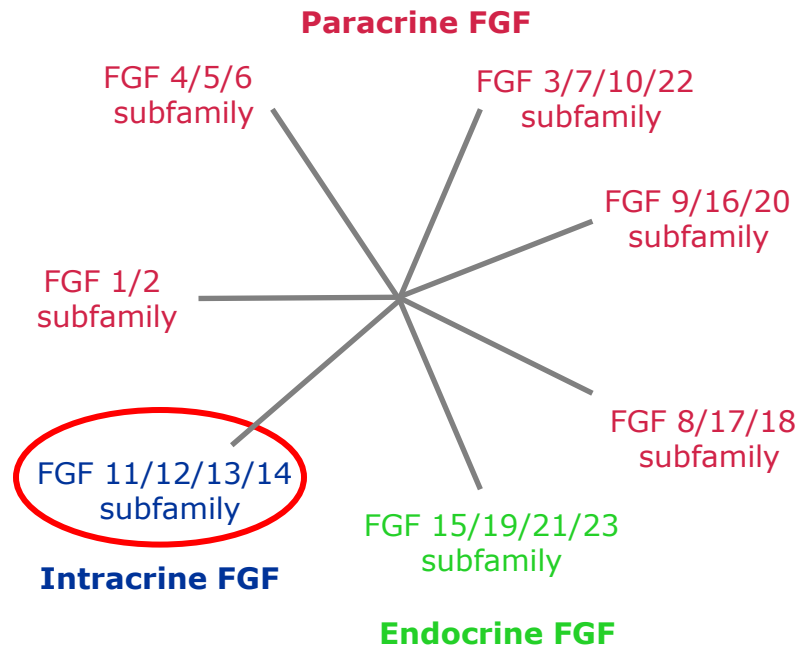 Paracrine FGF
FGF 4/5/6
subfamily
FGF 3/7/10/22
subfamily
FGF 9/16/20
subfamily
FGF 1/2
subfamily
FGF 8/17/18
subfamily
FGF 11/12/13/14
subfamily
FGF 15/19/21/23
subfamily
Intracrine FGF
Endocrine FGF